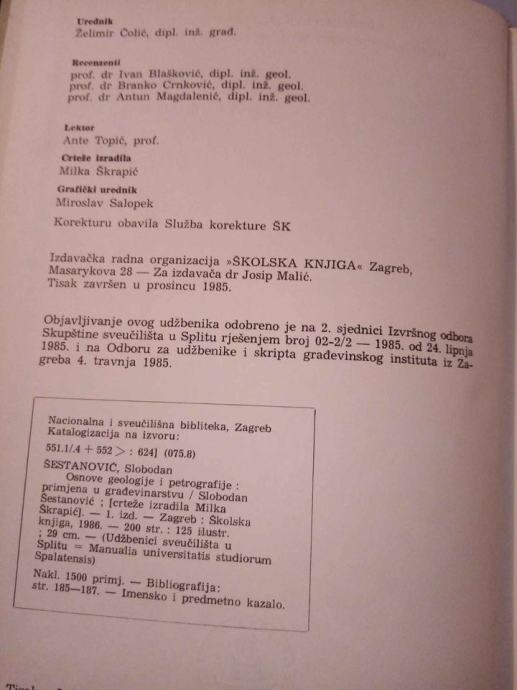 Urednik
Želimir Čolić, dipl. inž. građ.
Recenzenti
prof. dr Ivan Blašković, dipl. inž. geol.
prof. dr Branko Crnković, dipl. inž. geol.
prof. dr Antun Magdalenić, dipl. inž. geol.
Lektor
Ante Topić, prof.
Crteže izradila
Milka Škrapić
Grafički urednik
Miroslav Salopek
Korekturu obavila Služba korekture ŠK
Izdavačka radna organizacija »ŠKOLSKA KNJIGA« Zagreb,
Masarykova 28 — Za izdavača dr Josip Malić.
Tisak završen u prosincu 1985.
Objavljivanje ovog udžbenika odobreno je na 2. sjednici Izvršnog odbora
Skupštine sveučilišta u Splitu rješenjem broj 02-2/2 — 1985. od 24. lipnja
1985. i na Odboru za udžbenike i skripta građevinskog instituta iz Za-
greba 4. travnja 1985.
Nacionalna i sveučilišna bibliteka, Zagreb
Katalogizacija na izvoru:
551.1/.4 + 552 > : 624] (075.8)
ŠESTANOVIĆ, Slobodan
Osnove geologije i petrografije :
primjena u građevinarstvu / Slobodan
Šestanović ; [crteže izradila Milka
Škrapić]. — 1. izd. — Zagreb : Školska
knjiga, 1986. — 200 str. : 125 ilustr.
; 29 cm. — (Udžbenici sveučilišta u
Splitu = Manualia universitatis studiorum
Spalatensis)
Nakl. 1500 primj. — Bibliografija:
str. 185—187. — Imensko i predmetno kazalo.